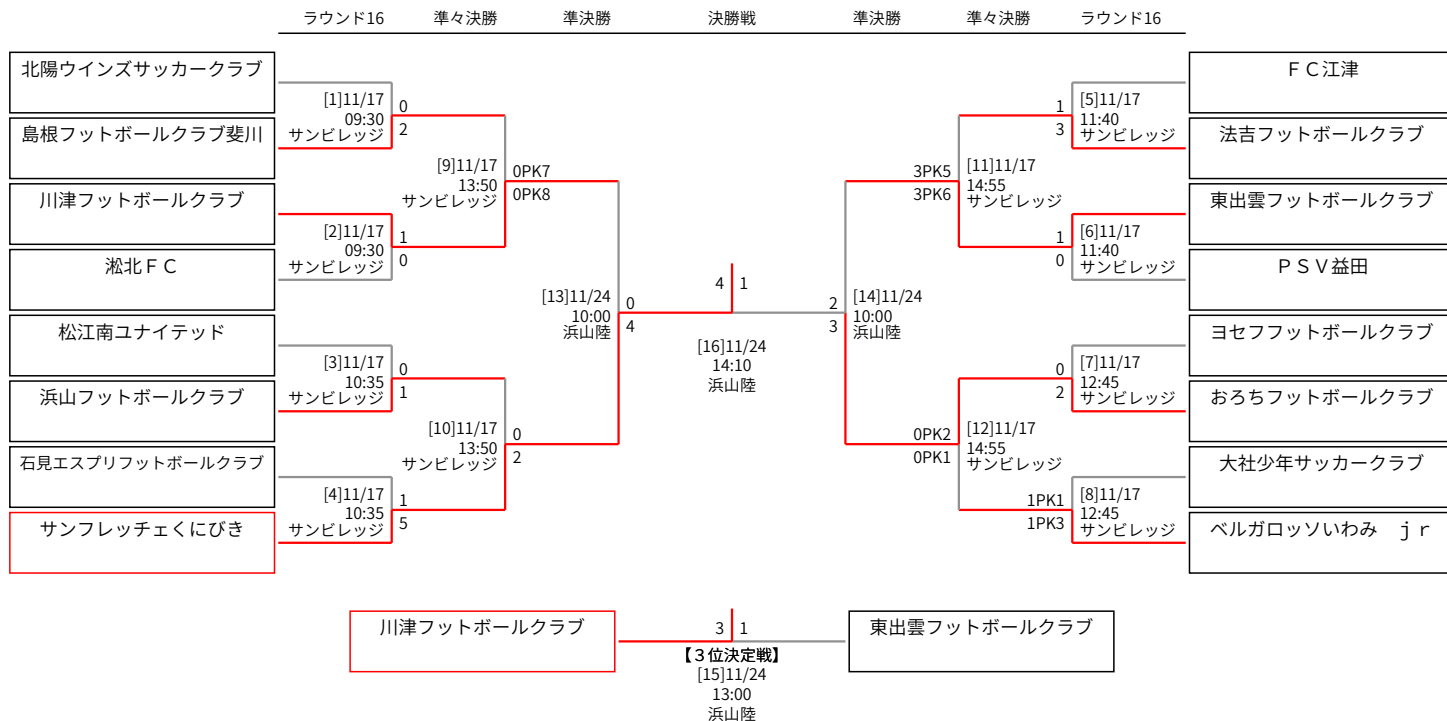 ラウンド16 準々決勝 準決勝 決勝戦 準決勝 準々決勝 ラウンド16
北陽ウインズサッカークラブ
島根フットボールクラブ斐川
川津フットボールクラブ
淞北ＦＣ
松江南ユナイテッド
浜山フットボールクラブ
石見エスプリフットボールクラブ
サンフレッチェくにびき
[1]11/17
09:30
サンビレッジ
0
2
[2]11/17
09:30
サンビレッジ
1
0
[3]11/17
10:35
サンビレッジ
0
1
[4]11/17
10:35
サンビレッジ
1
5
[9]11/17
13:50
サンビレッジ
0PK7
0PK8
[10]11/17
13:50
サンビレッジ
0
2
[13]11/24
10:00
浜山陸
0
4
4 1
[16]11/24
14:10
浜山陸
2
3
[14]11/24
10:00
浜山陸
3PK5
3PK6
[11]11/17
14:55
サンビレッジ
0PK2
0PK1
[12]11/17
14:55
サンビレッジ
1
3
[5]11/17
11:40
サンビレッジ
1
0
[6]11/17
11:40
サンビレッジ
0
2
[7]11/17
12:45
サンビレッジ
1PK1
1PK3
[8]11/17
12:45
サンビレッジ
ＦＣ江津
法吉フットボールクラブ
東出雲フットボールクラブ
ＰＳＶ益田
ヨセフフットボールクラブ
おろちフットボールクラブ
大社少年サッカークラブ
ベルガロッソいわみ　ｊｒ
川津フットボールクラブ
3 1
東出雲フットボールクラブ
【３位決定戦】
[15]11/24
13:00
浜山陸